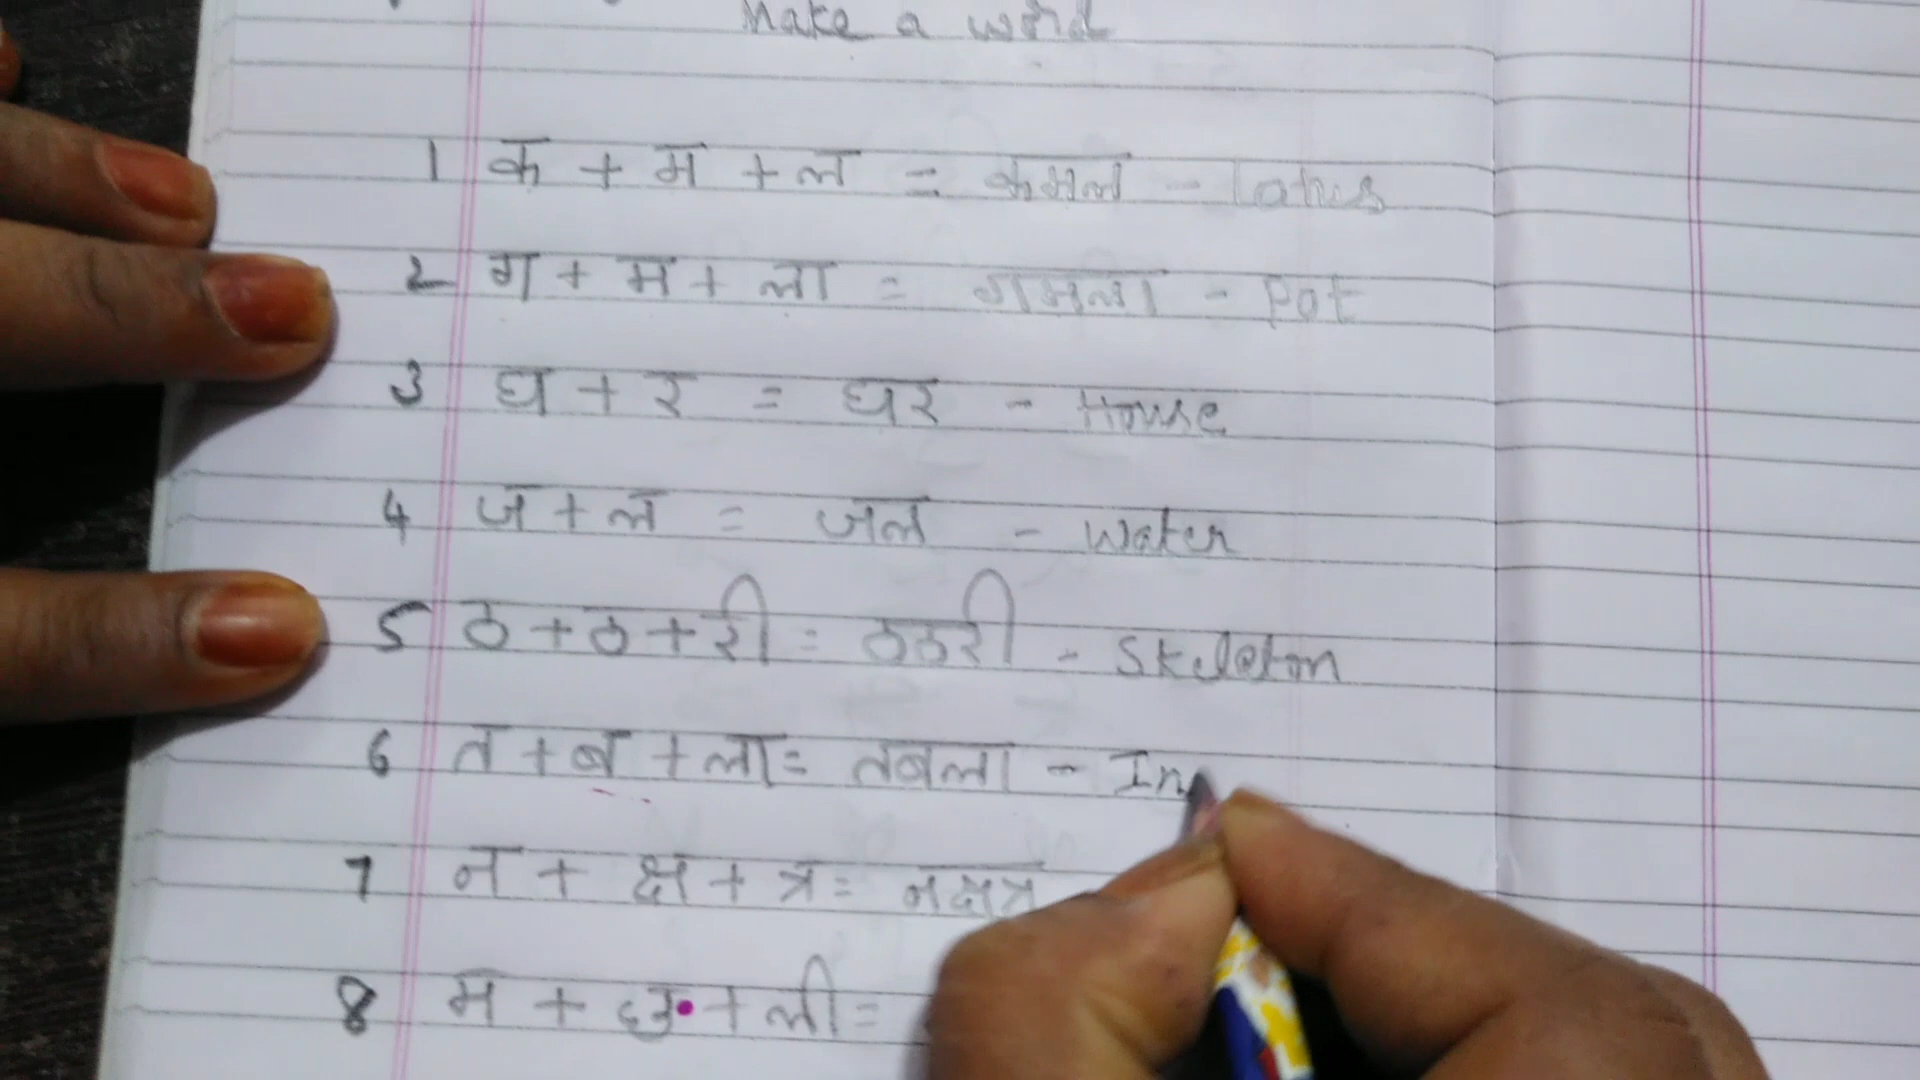 Make a word
1 क + म + ल = कमल - Lotus
2 ग + म + ला = गमला - Pot
3 घ + र = घर - House
4 ज + ल = जल - Water
5 ठ + ठ + री = ठठरी - Skeleton
6 त + ब + ला = तबला - In
7 न + क्ष + त्र = नक्षत्र
8 म + छ + ली =